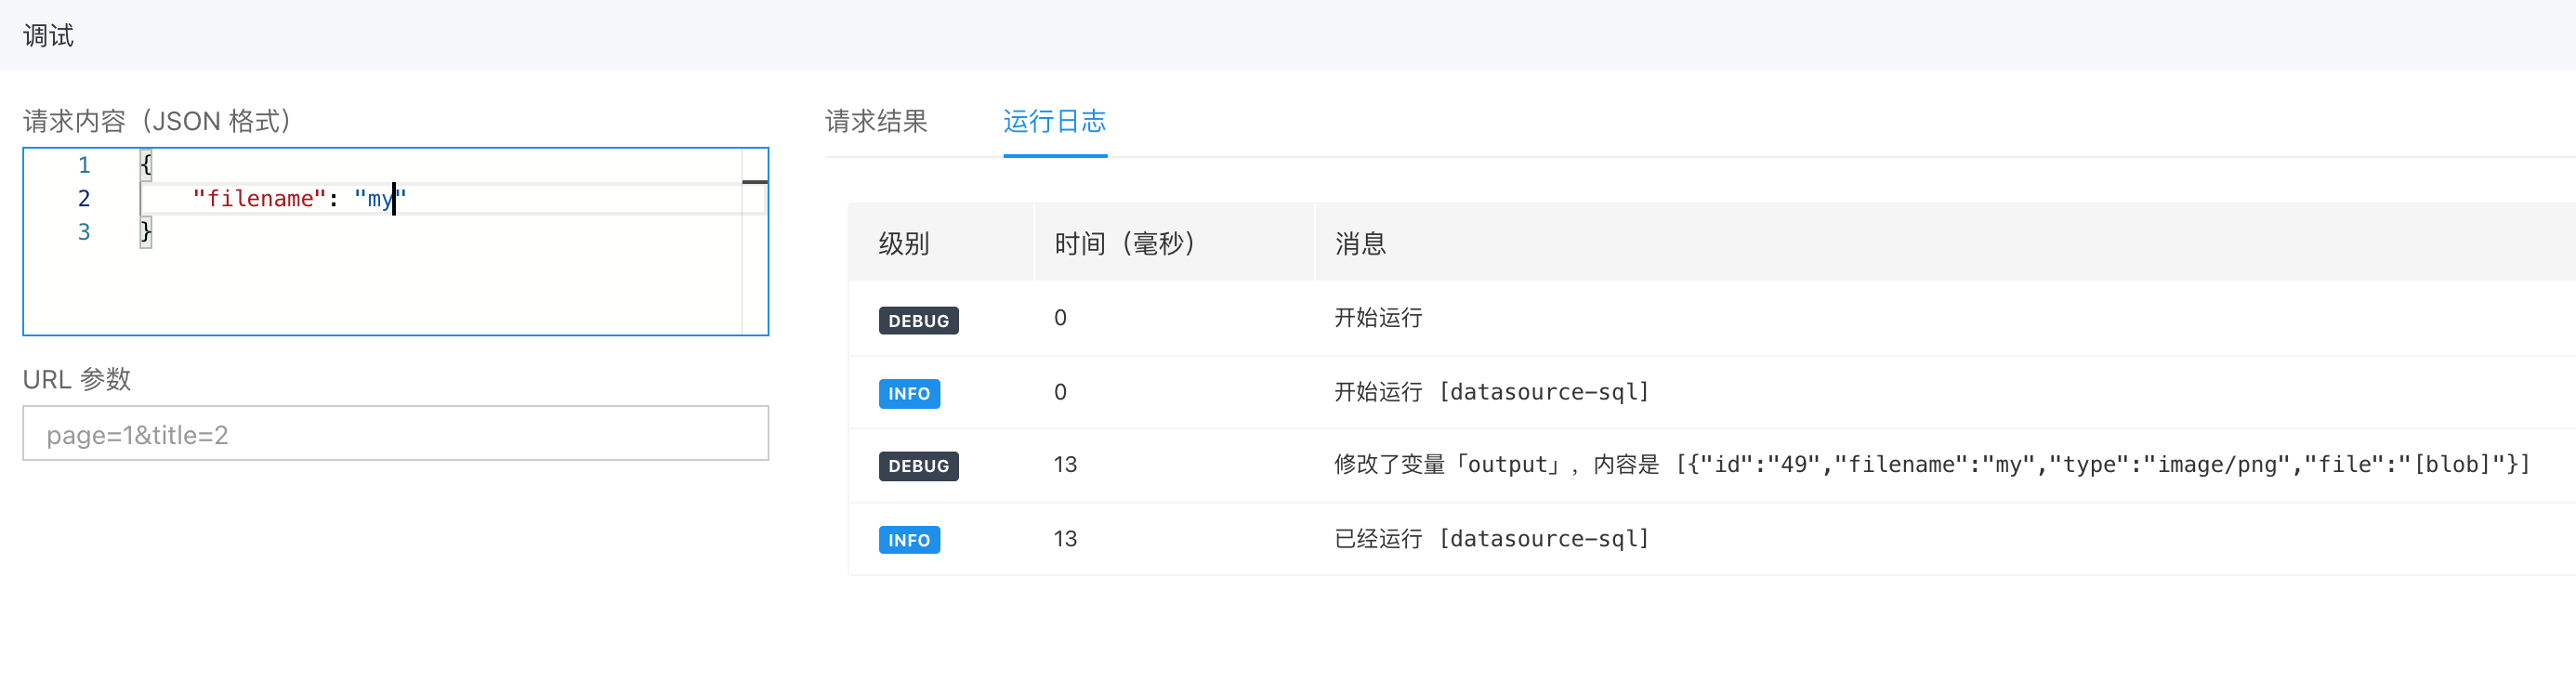 调试
请求内容（JSON 格式）
1 {
2 "filename": "my"
3 }
URL 参数
page=1&title=2
请求结果 运行日志
级别 时间（毫秒） 消息
DEBUG 0 开始运行
INFO 0 开始运行 [datasource-sql]
DEBUG 13 修改了变量「output」，内容是 [{"id":"49","filename":"my","type":"image/png","file":"[blob]"}]
INFO 13 已经运行 [datasource-sql]